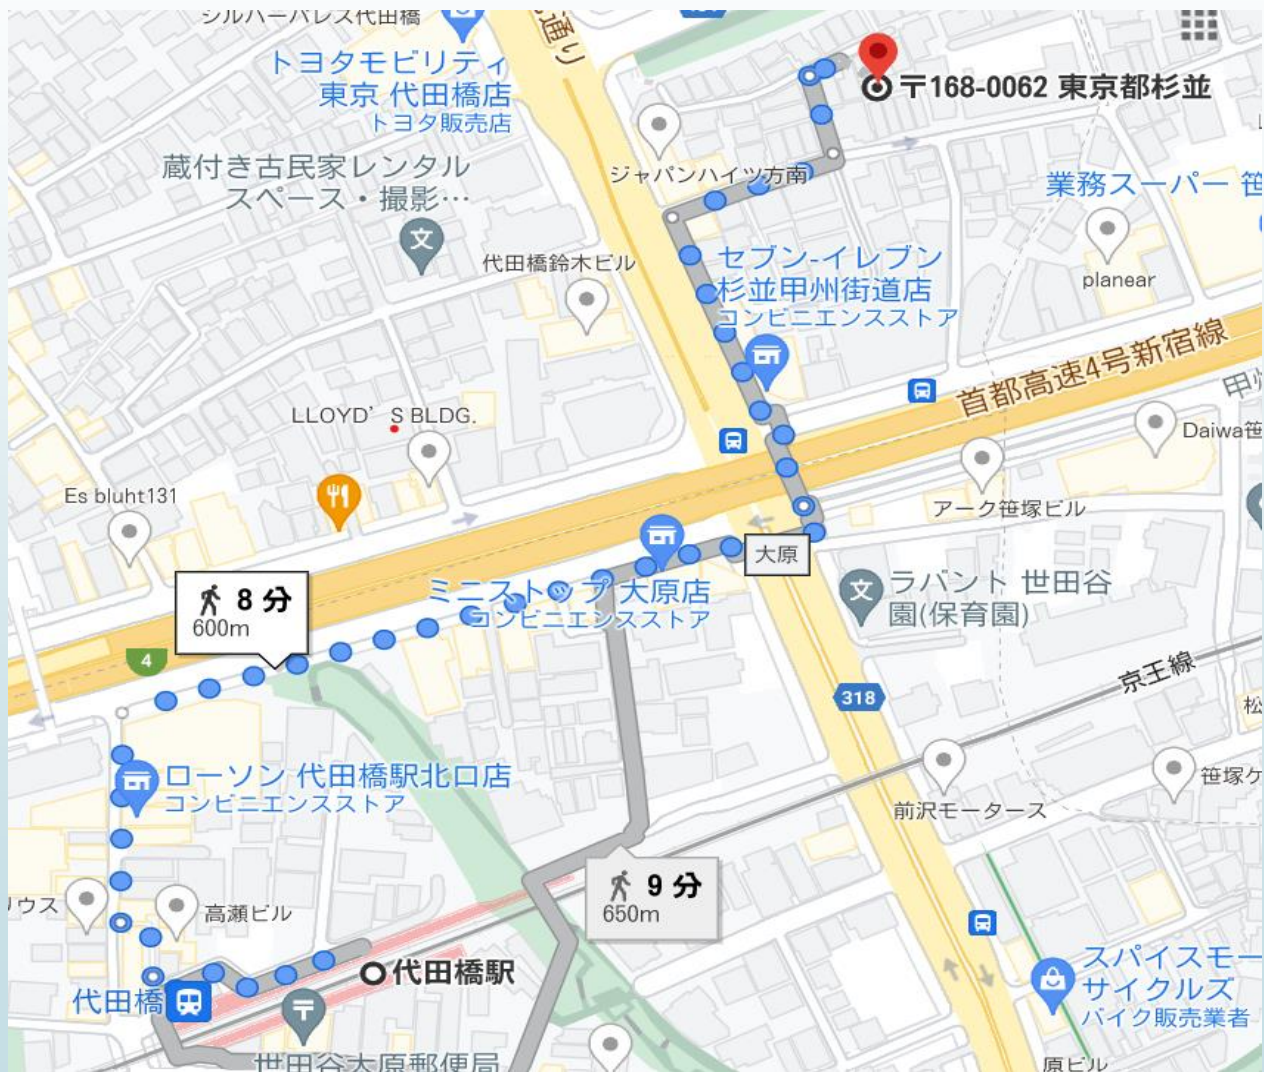 シルバーパレス代田橋
通り
トヨタモビリティ
東京 代田橋店
トヨタ販売店
〒168-0062 東京都杉並
蔵付き古民家レンタル
スペース・撮影…
ジャパンハイツ方南
業務スーパー 笹
代田橋鈴木ビル
planear
セブン-イレブン
杉並甲州街道店
コンビニエンスストア
首都高速4号新宿線
甲州
LLOYD’S BLDG.
Daiwa笹
Es bluht131
アーク笹塚ビル
大原
ミニストップ 大原店
コンビニエンスストア
ラバント 世田谷
園(保育園)
8 分
600m
4
京王線
318
松
ローソン 代田橋駅北口店
コンビニエンスストア
笹塚ケ
前沢モータース
9 分
650m
リウス
高瀬ビル
代田橋駅
代田橋
スパイスモー
サイクルズ
バイク販売業者
世田谷大原郵便局
原ビル